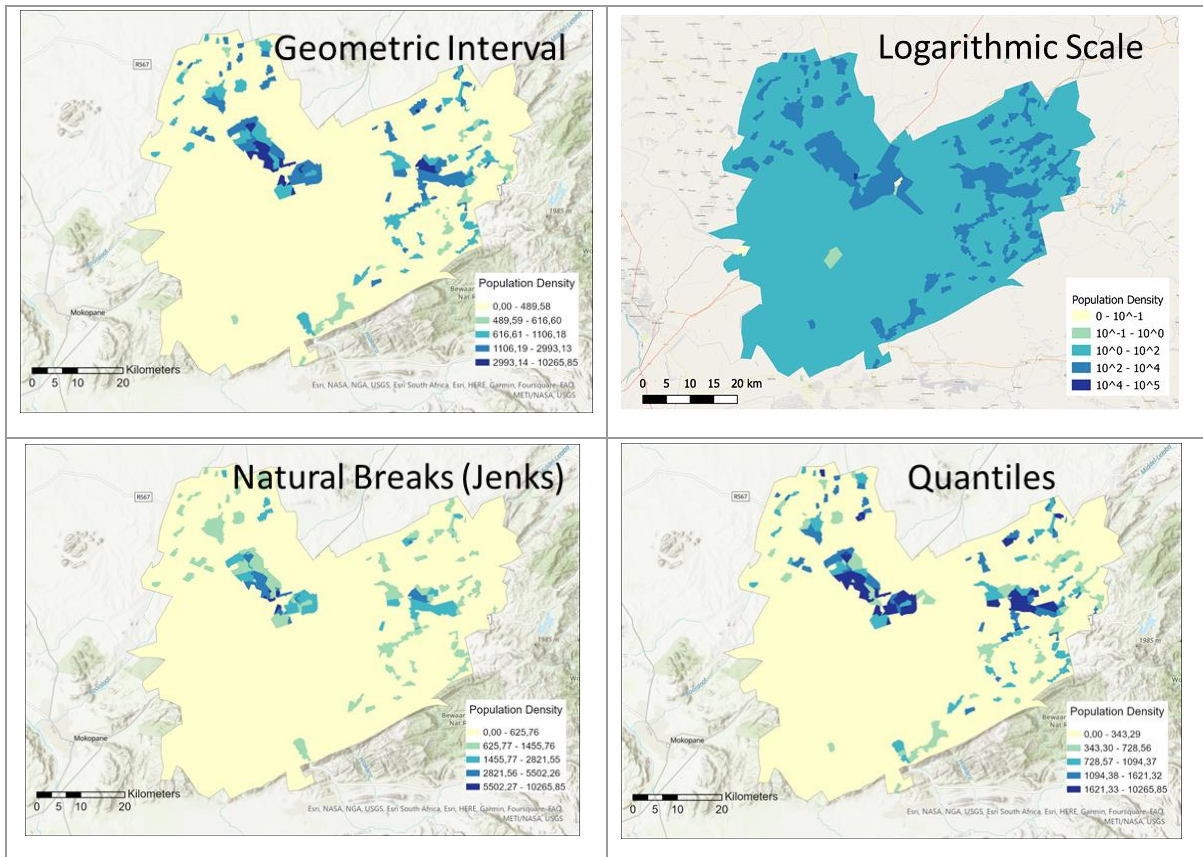 Geometric Interval
R567
1985 m
Mokopane
Population Density
0,00 - 489,58
489,59 - 616,60
616,61 - 1106,18
1106,19 - 2993,13
2993,14 - 10265,85
Kilometers
0 5 10 20
Esri, NASA, NGA, USGS, Esri South Africa, Esri, HERE, Garmin, Foursquare, FAO,
METI/NASA, USGS
Logarithmic Scale
Population Density
0 - 10^-1
10^-1 - 10^0
10^0 - 10^2
10^2 - 10^4
10^4 - 10^5
0 5 10 15 20 km
Natural Breaks (Jenks)
R567
1985 m
Mokopane
Population Density
0,00 - 625,76
625,77 - 1455,76
1455,77 - 2821,55
2821,56 - 5502,26
5502,27 - 10265,85
Kilometers
0 5 10 20
Esri, NASA, NGA, USGS, Esri South Africa, Esri, HERE, Garmin, Foursquare, FAO,
METI/NASA, USGS
Quantiles
R567
1985 m
Mokopane
Population Density
0,00 - 343,29
343,30 - 728,56
728,57 - 1094,37
1094,38 - 1621,32
1621,33 - 10265,85
Kilometers
0 5 10 20
Esri, NASA, NGA, USGS, Esri South Africa, Esri, HERE, Garmin, Foursquare, FAO,
METI/NASA, USGS